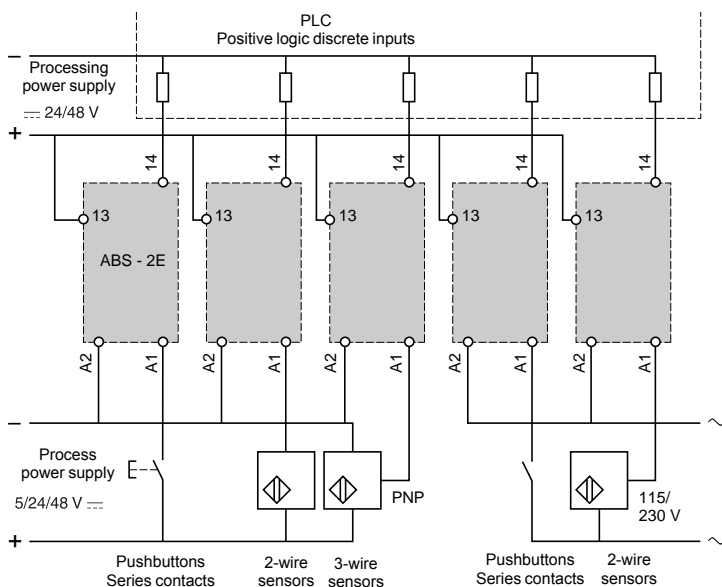 PLC
Positive logic discrete inputs
–
Processing
power supply
⎓ 24/48 V
+
14
14
14
14
14
13
13
13
13
13
ABS - 2E
A2
A1
A2
A1
A2
A1
A2
A1
A2
A1
–
~
Process
power supply
5/24/48 V ⎓
PNP
115/
230 V
+
~
Pushbuttons
Series contacts
2-wire
sensors
3-wire
sensors
Pushbuttons
Series contacts
2-wire
sensors